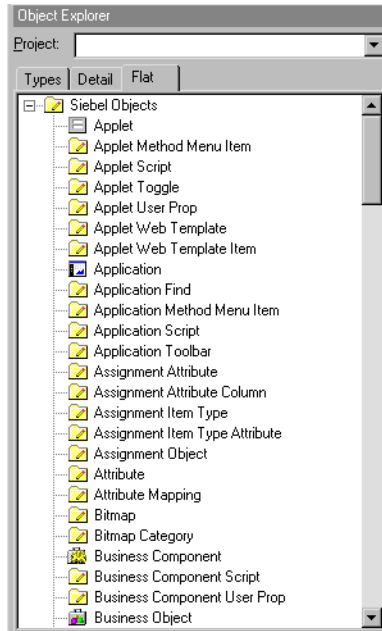 Object Explorer
Project:
Types Detail Flat
Siebel Objects
Applet
Applet Method Menu Item
Applet Script
Applet Toggle
Applet User Prop
Applet Web Template
Applet Web Template Item
Application
Application Find
Application Method Menu Item
Application Script
Application Toolbar
Assignment Attribute
Assignment Attribute Column
Assignment Item Type
Assignment Item Type Attribute
Assignment Object
Attribute
Attribute Mapping
Bitmap
Bitmap Category
Business Component
Business Component Script
Business Component User Prop
Business Object